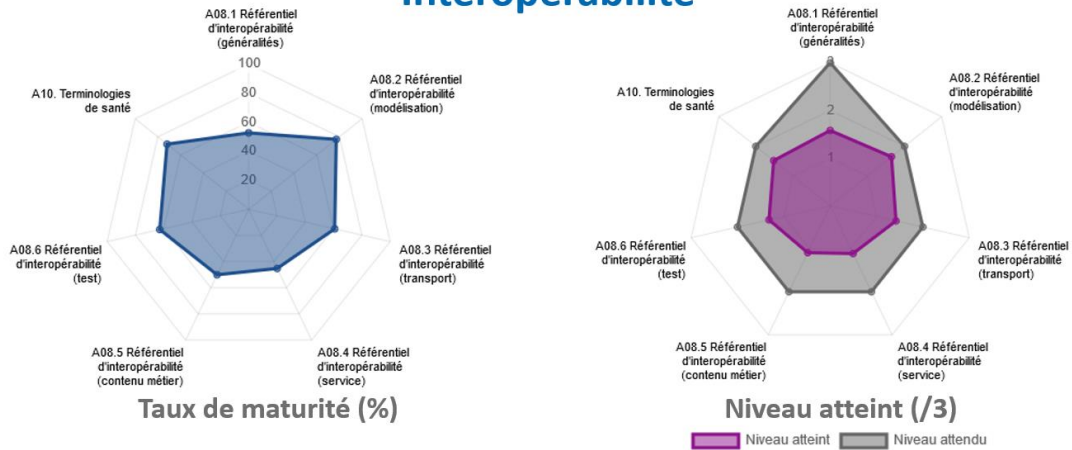 Interopérabilité
A08.1 Référentiel
d'interopérabilité
(généralités)
100
80
60
40
20
A08.2 Référentiel
d'interopérabilité
(modélisation)
A08.3 Référentiel
d'interopérabilité
(transport)
A08.4 Référentiel
d'interopérabilité
(service)
A08.5 Référentiel
d'interopérabilité
(contenu métier)
A08.6 Référentiel
d'interopérabilité
(test)
A10. Terminologies
de santé
Taux de maturité (%)
A08.1 Référentiel
d'interopérabilité
(généralités)
3
2
1
A08.2 Référentiel
d'interopérabilité
(modélisation)
A08.3 Référentiel
d'interopérabilité
(transport)
A08.4 Référentiel
d'interopérabilité
(service)
A08.5 Référentiel
d'interopérabilité
(contenu métier)
A08.6 Référentiel
d'interopérabilité
(test)
A10. Terminologies
de santé
Niveau atteint (/3)
Niveau atteint
Niveau attendu